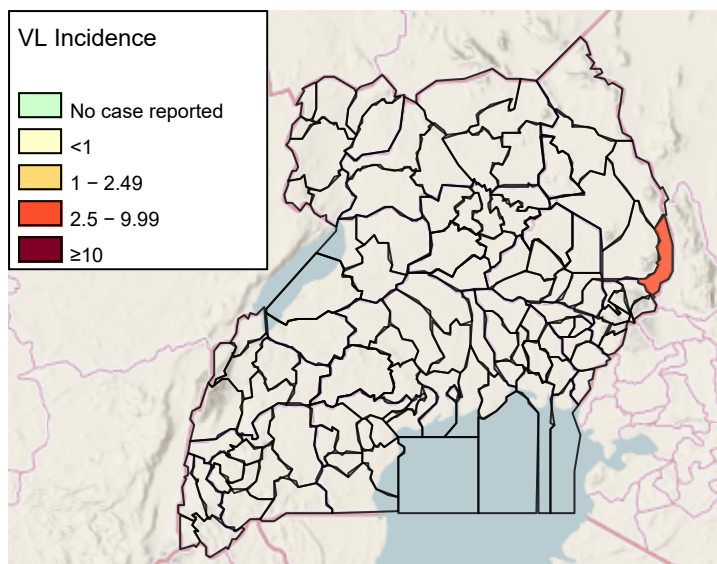 VL Incidence
No case reported
<1
1 − 2.49
2.5 − 9.99
≥10